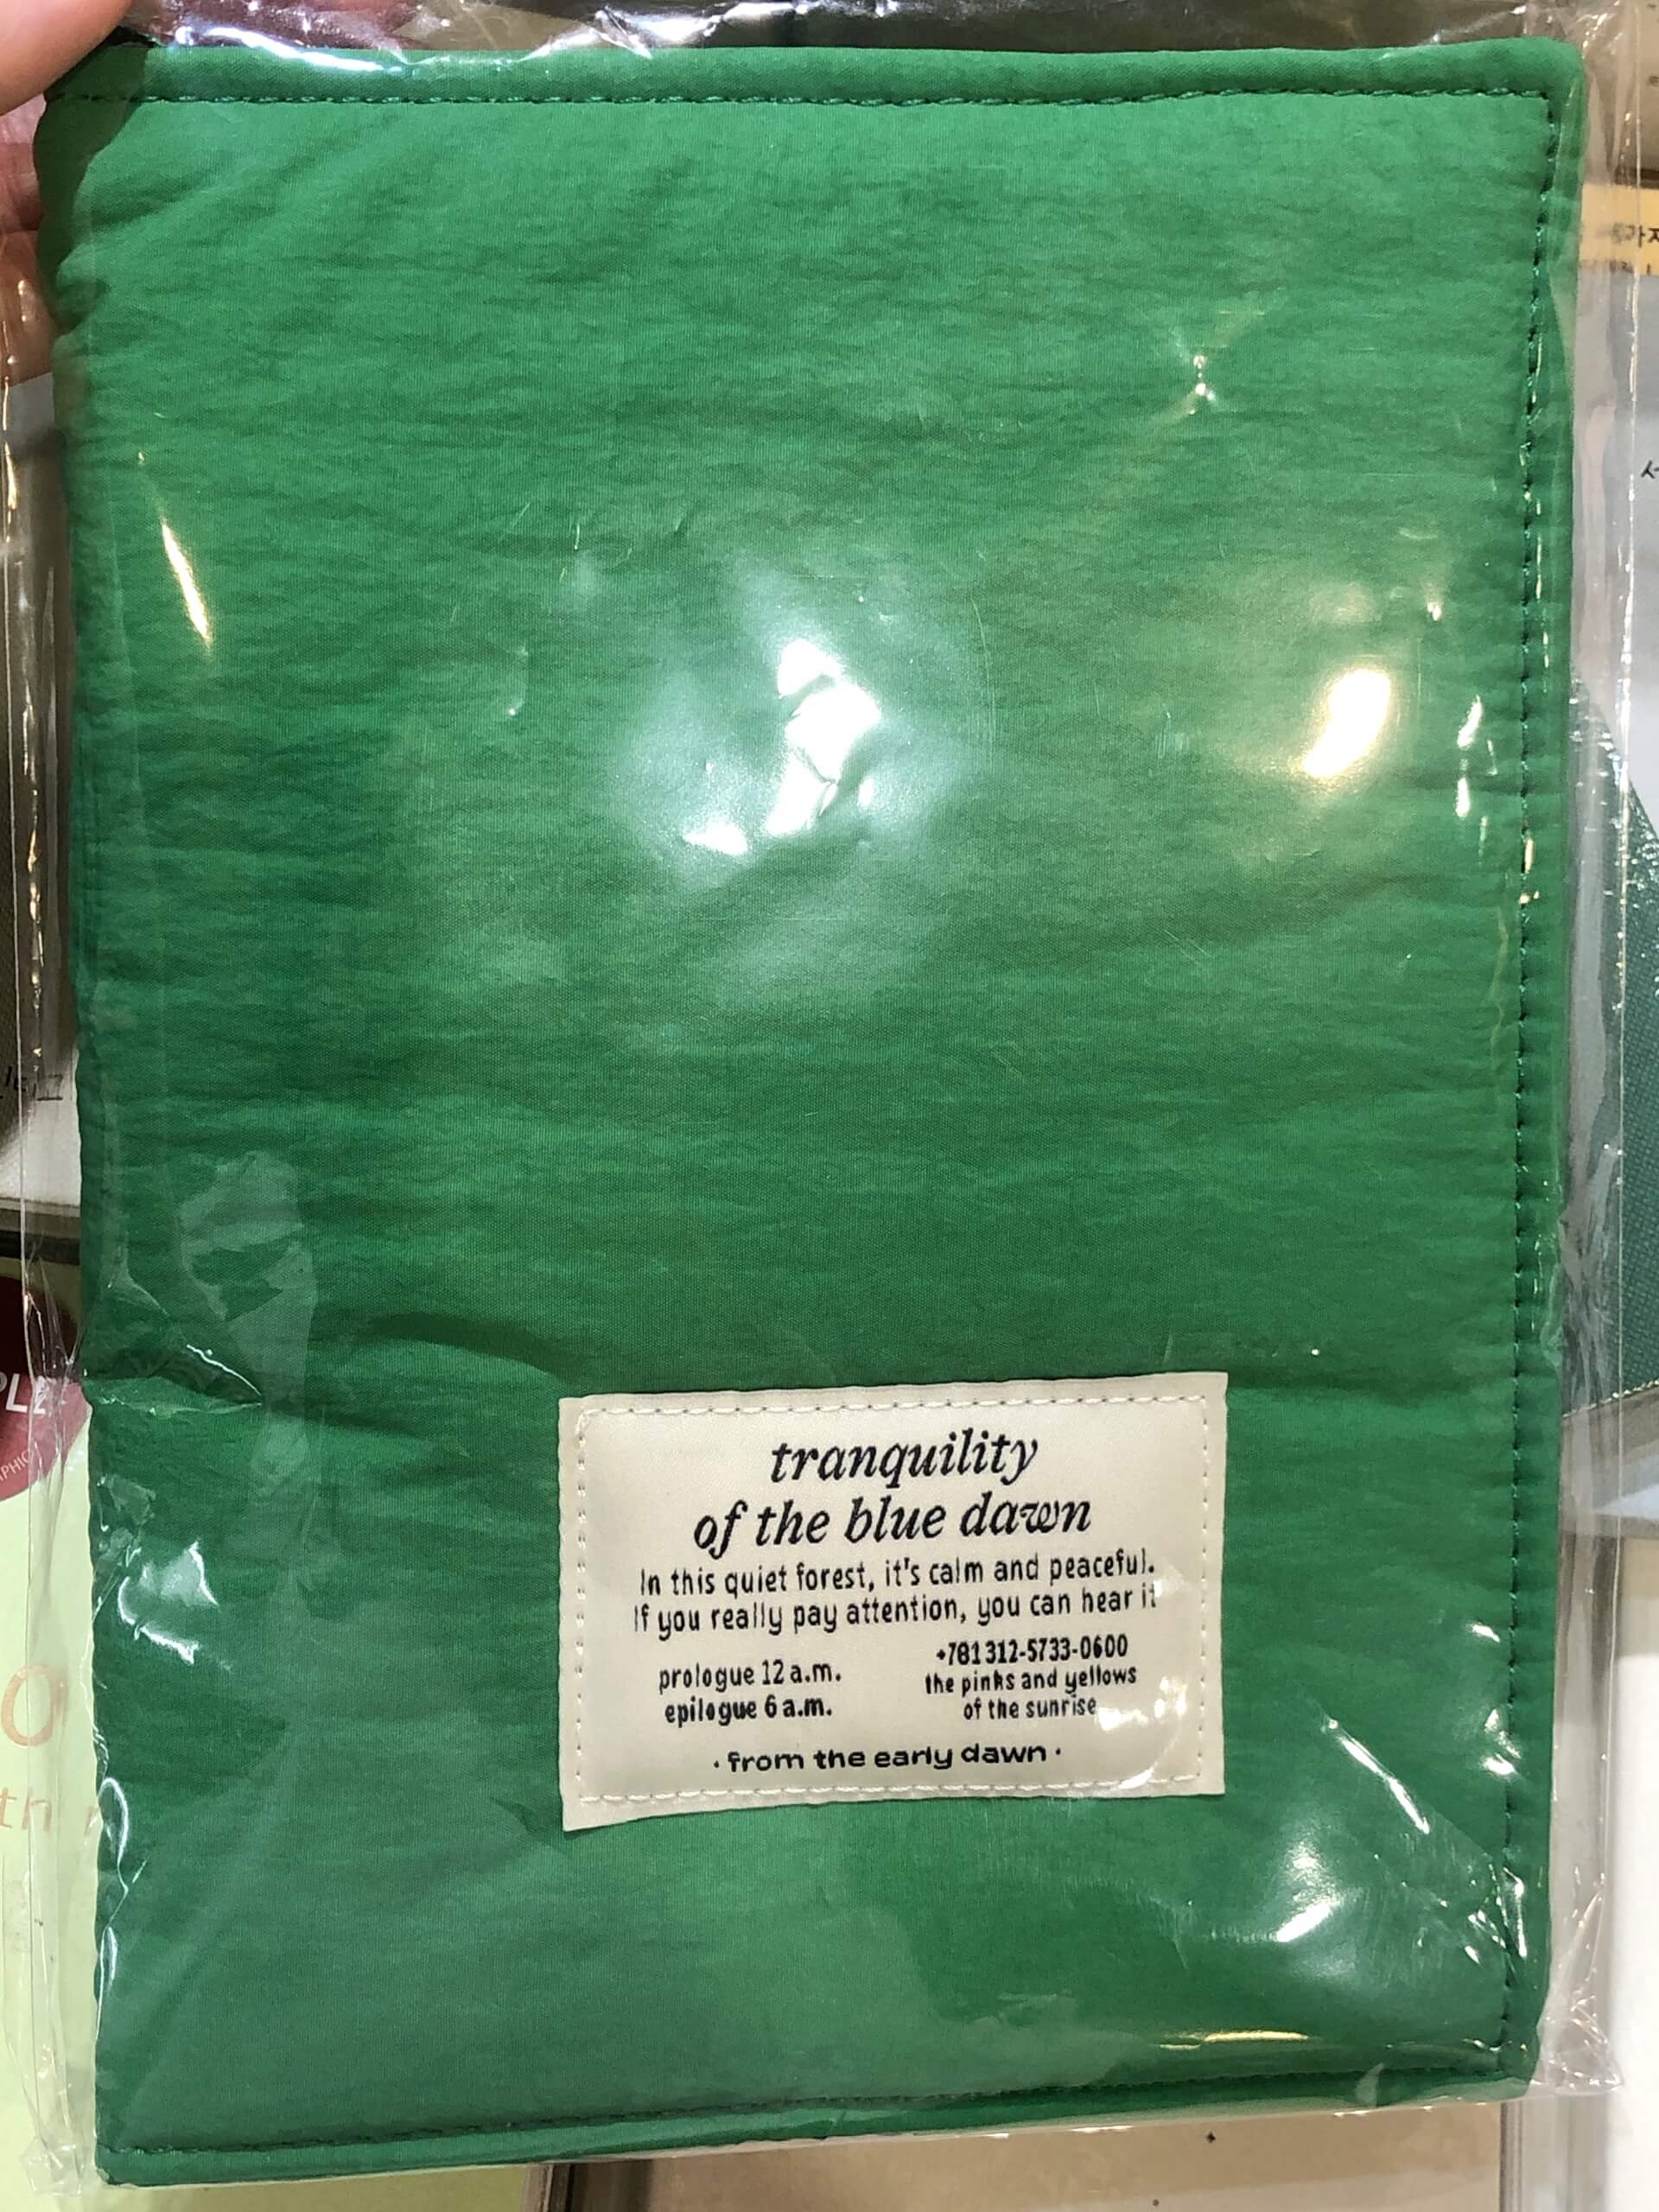 tranquility
of the blue dawn
In this quiet forest, it's calm and peaceful.
If you really pay attention, you can hear it
prologue 12 a.m.
epilogue 6 a.m.
+781 312-5733-0600
the pinks and yellows
of the sunrise
· from the early dawn ·